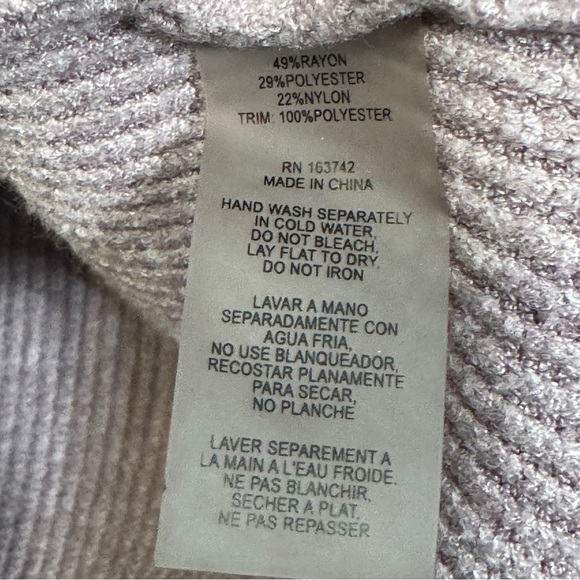 49%RAYON
29%POLYESTER
22%NYLON
TRIM: 100%POLYESTER
RN 163742
MADE IN CHINA
HAND WASH SEPARATELY
IN COLD WATER,
DO NOT BLEACH,
LAY FLAT TO DRY,
DO NOT IRON
LAVAR A MANO
SEPARADAMENTE CON
AGUA FRIA,
NO USE BLANQUEADOR,
RECOSTAR PLANAMENTE
PARA SECAR,
NO PLANCHE
LAVER SEPAREMENT A
LA MAIN A L'EAU FROIDE.
NE PAS BLANCHIR,
SECHER A PLAT,
NE PAS REPASSER